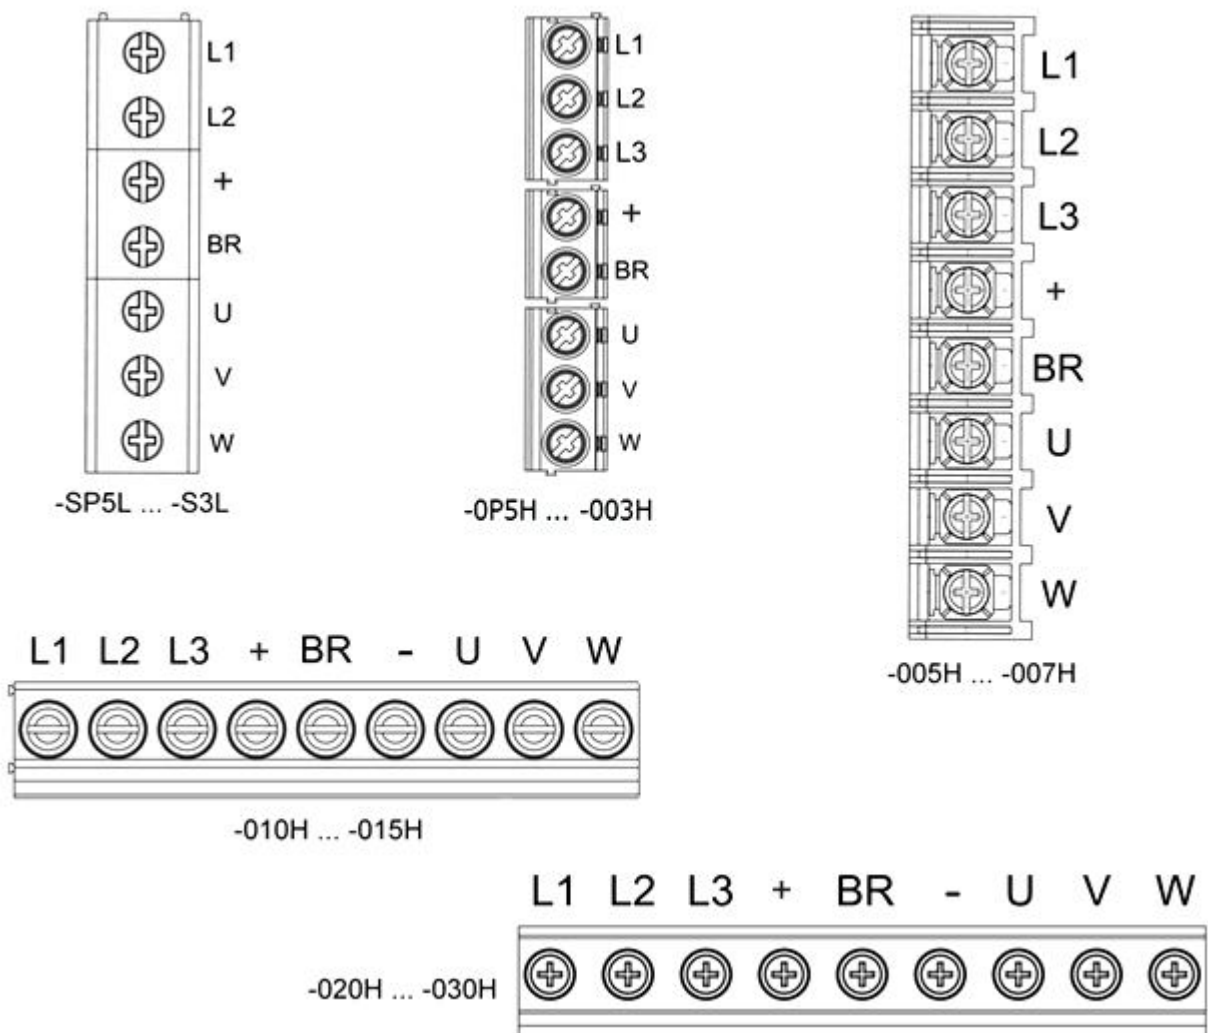 L1
L2
+
BR
U
V
W
-SP5L ... -S3L
L1
L2
L3
+
BR
U
V
W
-0P5H ... -003H
L1
L2
L3
+
BR
U
V
W
-005H ... -007H
L1 L2 L3 + BR - U V W
-010H ... -015H
L1 L2 L3 + BR - U V W
-020H ... -030H